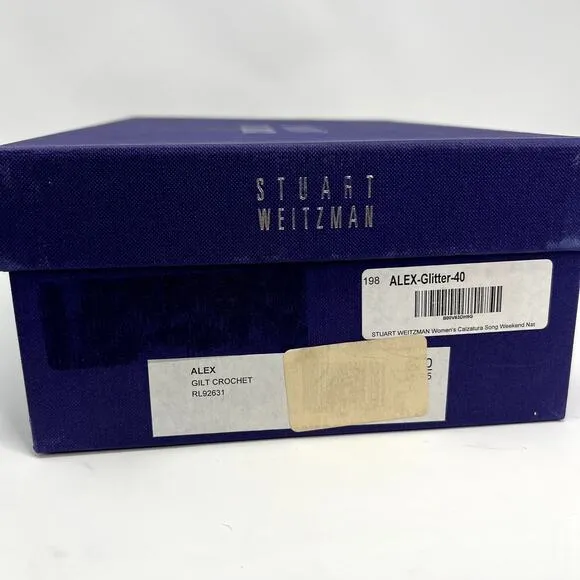 STUART
WEITZMAN
198 ALEX-Glitter-40
STUART WEITZMAN Women's Calzatura Song Weekend Nat
ALEX
GILT CROCHET
RL92631